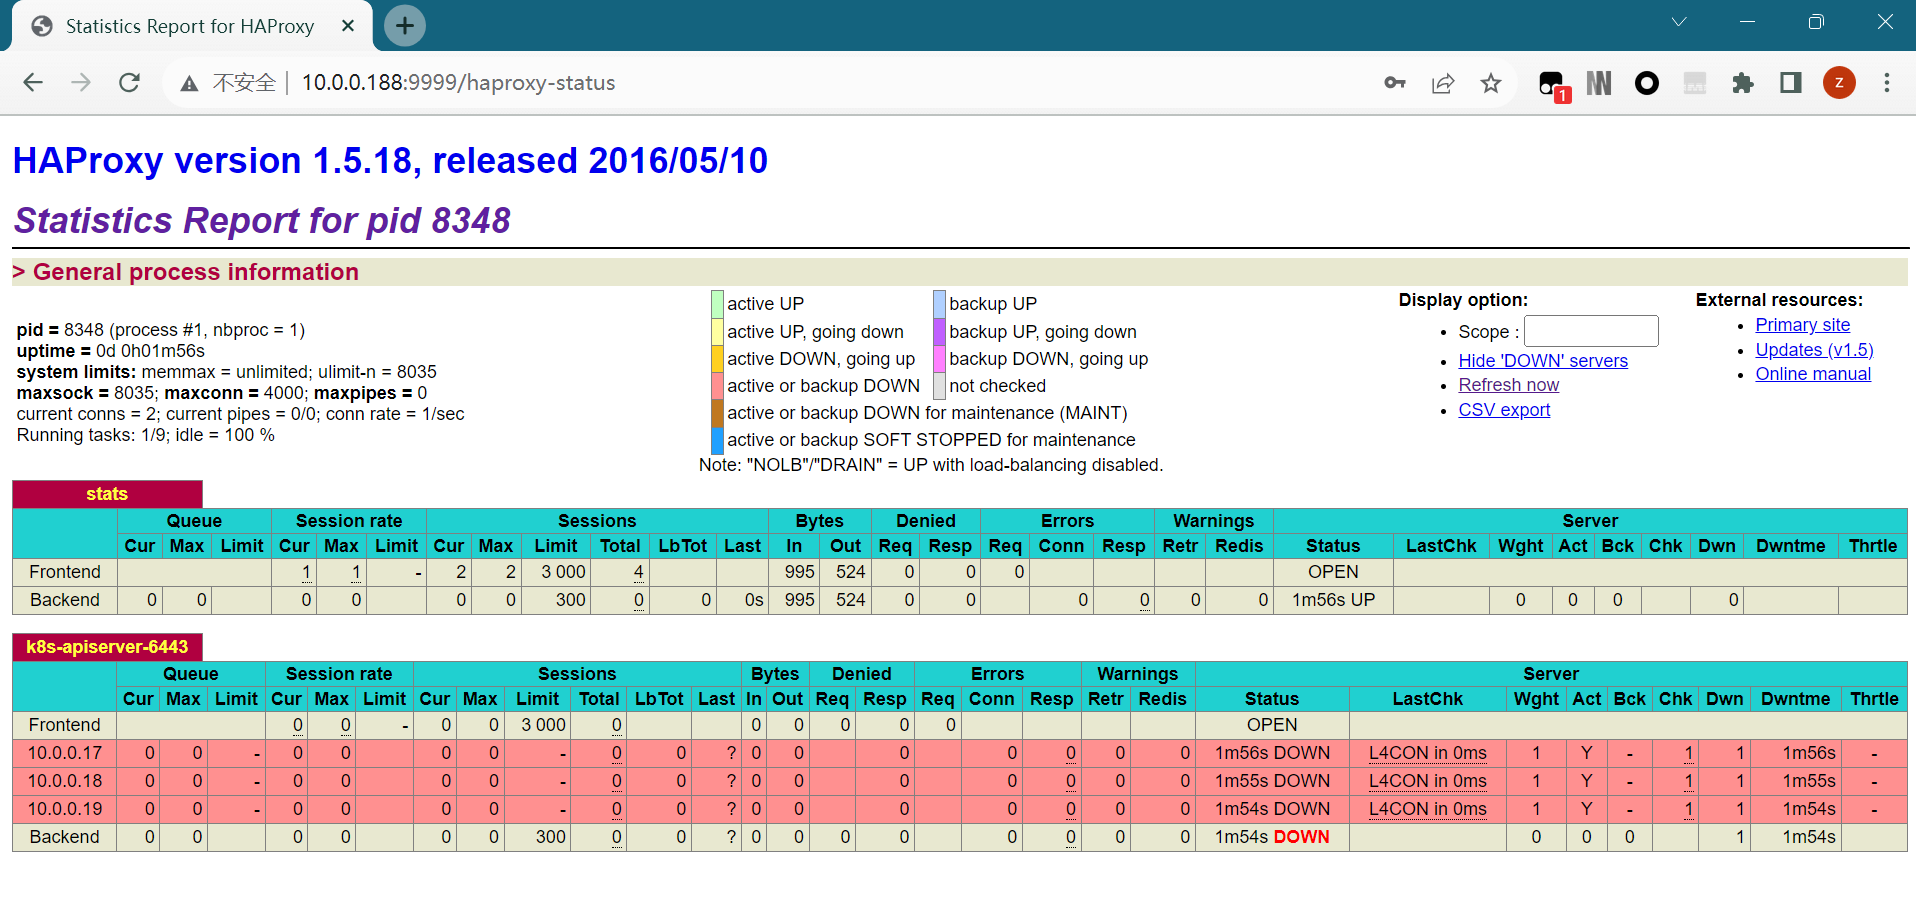 Statistics Report for HAProxy
不安全 10.0.0.188:9999/haproxy-status
1
z
HAProxy version 1.5.18, released 2016/05/10
Statistics Report for pid 8348
> General process information
pid = 8348 (process #1, nbproc = 1)
uptime = 0d 0h01m56s
system limits: memmax = unlimited; ulimit-n = 8035
maxsock = 8035; maxconn = 4000; maxpipes = 0
current conns = 2; current pipes = 0/0; conn rate = 1/sec
Running tasks: 1/9; idle = 100 %
active UP backup UP
active UP, going down backup UP, going down
active DOWN, going up backup DOWN, going up
active or backup DOWN not checked
active or backup DOWN for maintenance (MAINT)
active or backup SOFT STOPPED for maintenance
Note: "NOLB"/"DRAIN" = UP with load-balancing disabled.
Display option:
Scope :
Hide 'DOWN' servers
Refresh now
CSV export
External resources:
Primary site
Updates (v1.5)
Online manual
stats
Queue Session rate Sessions Bytes Denied Errors Warnings Server
Cur Max Limit Cur Max Limit Cur Max Limit Total LbTot Last In Out Req Resp Req Conn Resp Retr Redis Status LastChk Wght Act Bck Chk Dwn Dwntme Thrtle
Frontend 1 1 - 2 2 3 000 4 995 524 0 0 0 OPEN
Backend 0 0 0 0 0 0 300 0 0 0s 995 524 0 0 0 0 0 0 1m56s UP 0 0 0 0
k8s-apiserver-6443
Queue Session rate Sessions Bytes Denied Errors Warnings Server
Cur Max Limit Cur Max Limit Cur Max Limit Total LbTot Last In Out Req Resp Req Conn Resp Retr Redis Status LastChk Wght Act Bck Chk Dwn Dwntme Thrtle
Frontend 0 0 - 0 0 3 000 0 0 0 0 0 0 OPEN
10.0.0.17 0 0 - 0 0 0 0 - 0 0 ? 0 0 0 0 0 0 0 1m56s DOWN L4CON in 0ms 1 Y - 1 1 1m56s -
10.0.0.18 0 0 - 0 0 0 0 - 0 0 ? 0 0 0 0 0 0 0 1m55s DOWN L4CON in 0ms 1 Y - 1 1 1m55s -
10.0.0.19 0 0 - 0 0 0 0 - 0 0 ? 0 0 0 0 0 0 0 1m54s DOWN L4CON in 0ms 1 Y - 1 1 1m54s -
Backend 0 0 0 0 0 0 300 0 0 ? 0 0 0 0 0 0 0 0 1m54s DOWN 0 0 0 1 1m54s